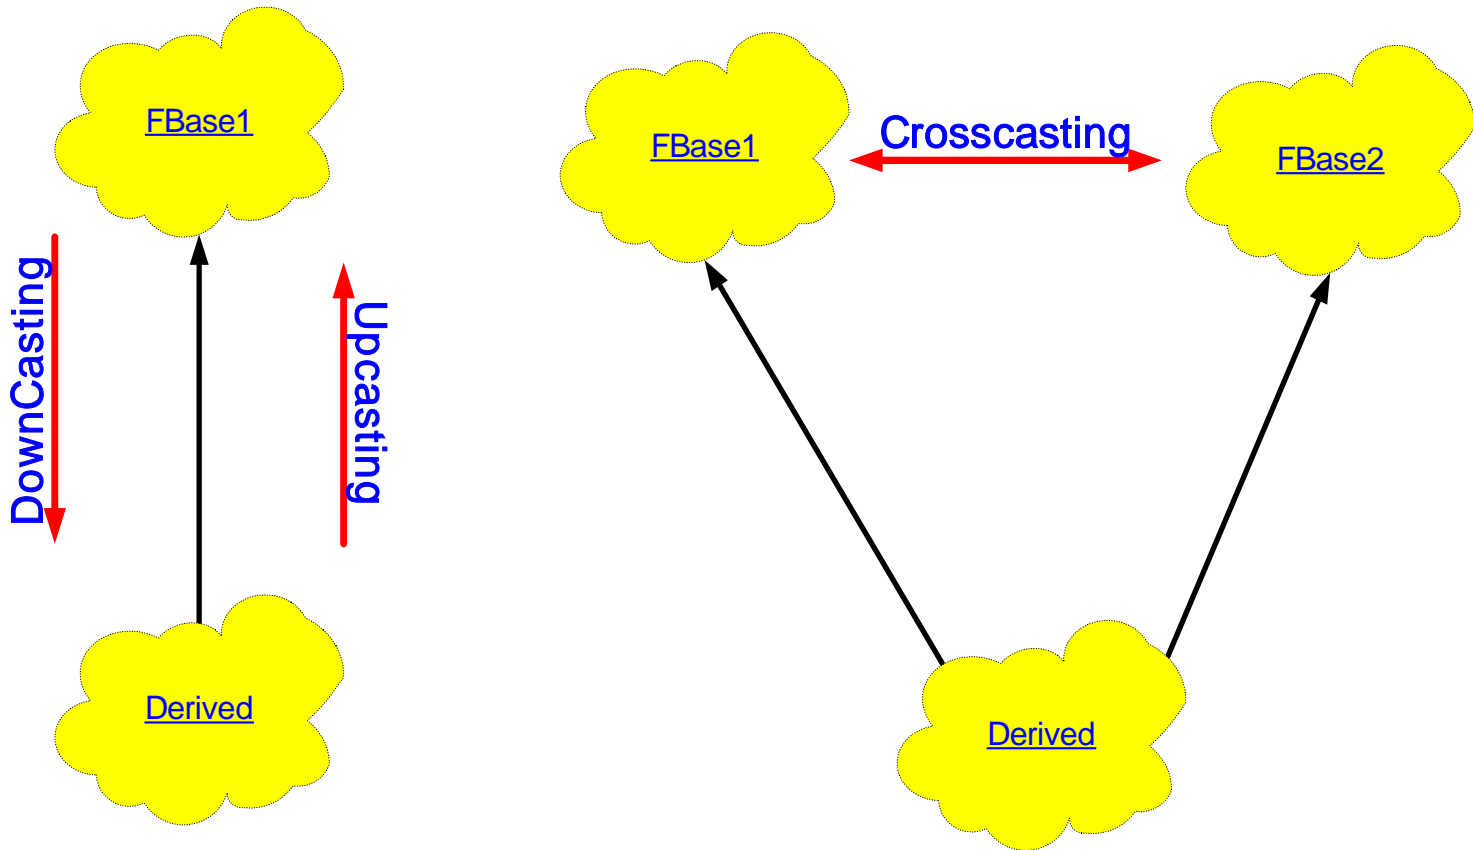 FBase1
DownCasting
Upcasting
Derived
FBase1
Crosscasting
FBase2
Derived